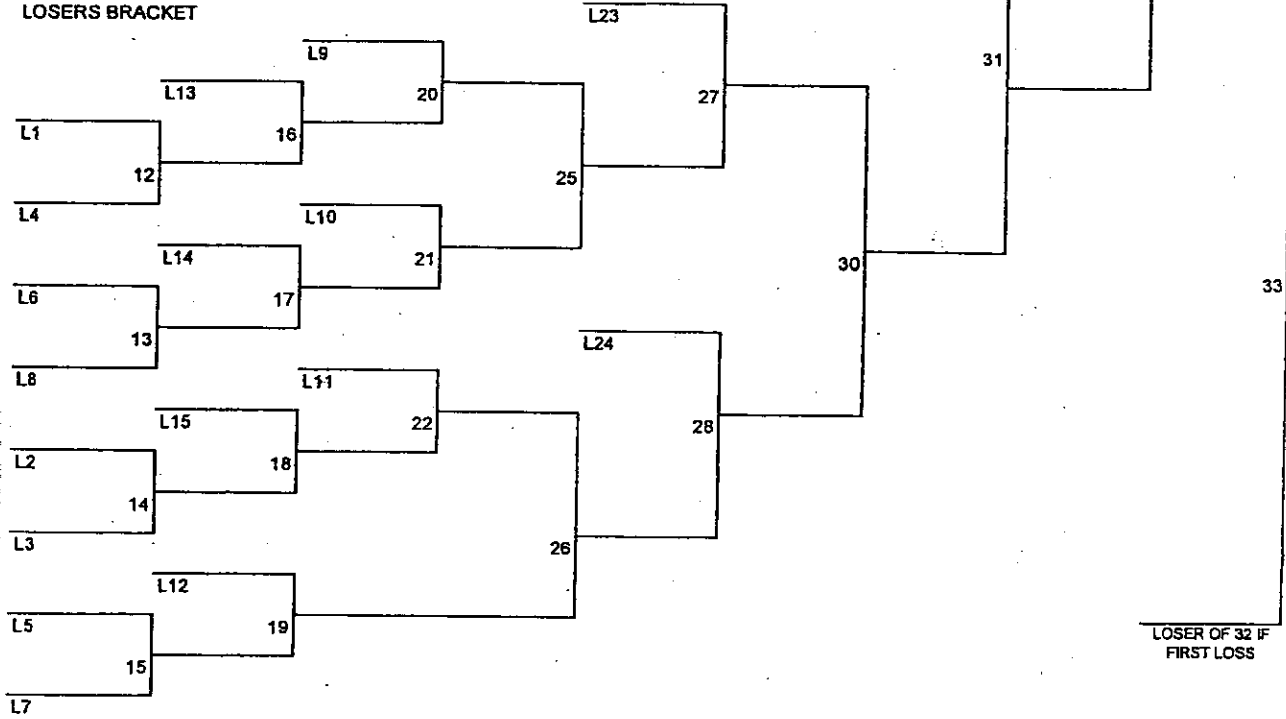 LOSERS BRACKET
L23
L9
31
L13
20
27
L1
16
12
25
L4
L10
L14
21
30
L6
17
33
13
L24
L8
L11
L15
22
28
L2
18
14
L3
26
L12
L5
19
LOSER OF 32 IF
FIRST LOSS
15
L7